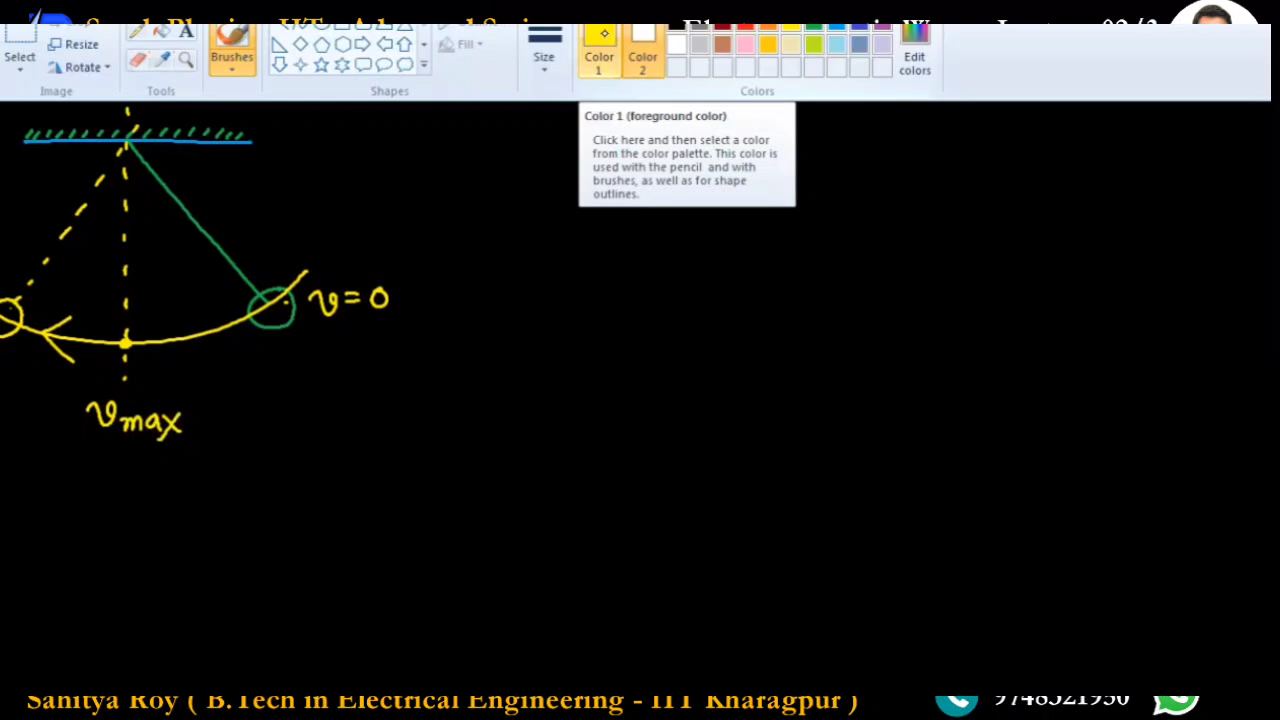 Resize
Select
Rotate
Image
A
Tools
Brushes
Fill
Shapes
Size
Color
1
Color
2
Edit
colors
Colors
Color 1 (foreground color)
Click here and then select a color
from the color palette. This color is
used with the pencil and with
brushes, as well as for shape
outlines.
v = 0
vmax
Sanitya Roy ( B.Tech in Electrical Engineering - IIT Kharagpur )
9748521950